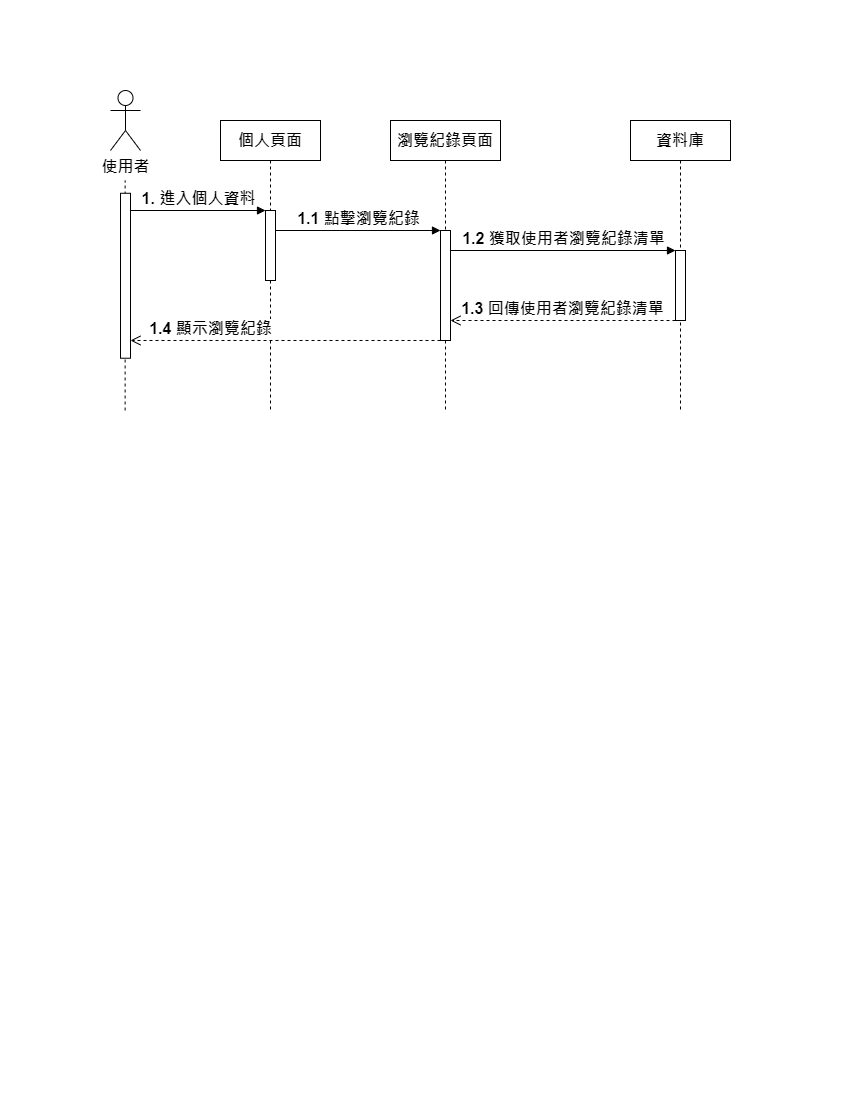 使用者
個人頁面
瀏覽紀錄頁面
資料庫
1. 進入個人資料
1.1 點擊瀏覽紀錄
1.2 獲取使用者瀏覽紀錄清單
1.3 回傳使用者瀏覽紀錄清單
1.4 顯示瀏覽紀錄